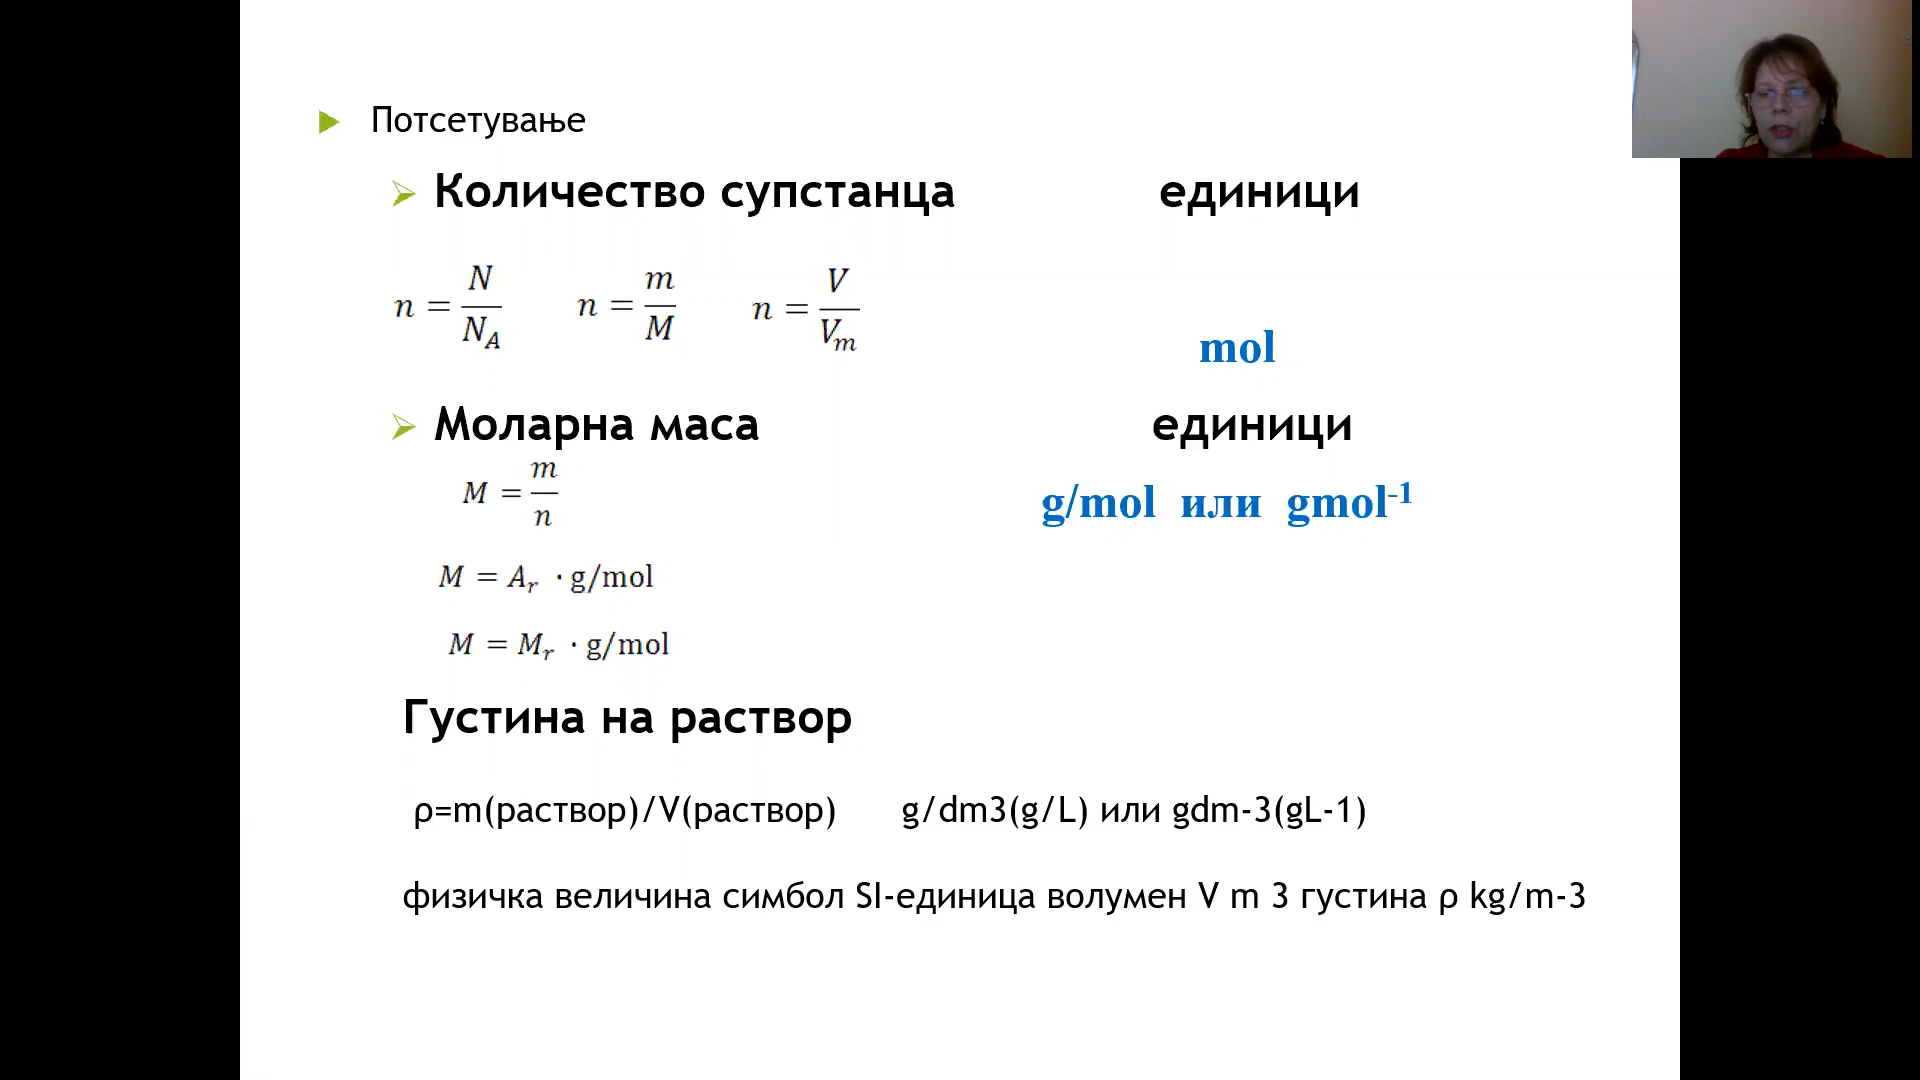 Потсетување
Количество супстанца единици
n = N/N_A n = m/M n = V/V_m
mol
Моларна маса единици
M = m/n
g/mol или gmol⁻¹
M = A_r · g/mol
M = M_r · g/mol
Густина на раствор
ρ=m(раствор)/V(раствор) g/dm3(g/L) или gdm-3(gL-1)
физичка величина симбол SI-единица волумен V m 3 густина ρ kg/m-3